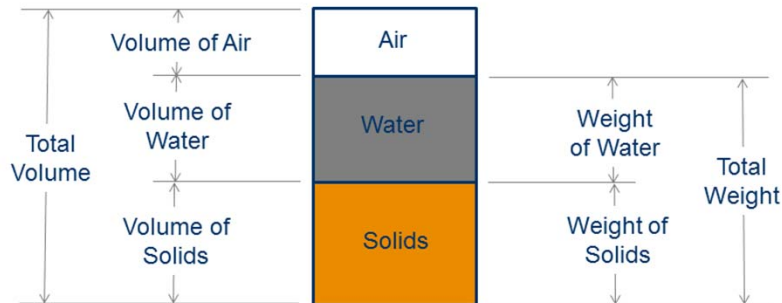 Volume of Air
Air
Total
Volume
Volume of
Water
Water
Weight
of Water
Total
Weight
Volume of
Solids
Solids
Weight of
Solids